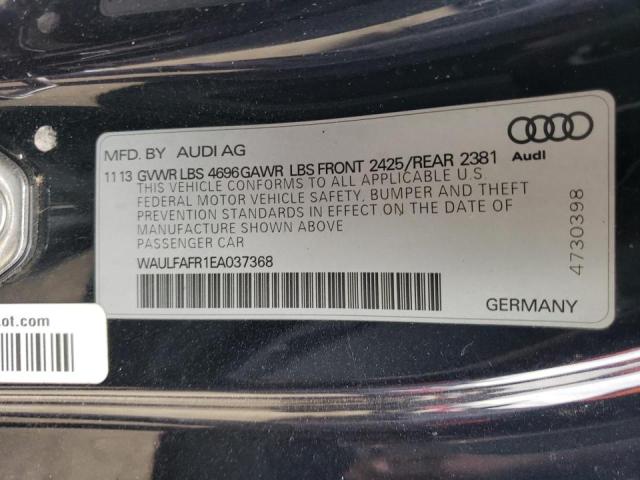 MFD. BY AUDI AG
11 13 GVWR LBS 4696 GAWR LBS FRONT 2425/REAR 2381
THIS VEHICLE CONFORMS TO ALL APPLICABLE U.S.
FEDERAL MOTOR VEHICLE SAFETY, BUMPER AND THEFT
PREVENTION STANDARDS IN EFFECT ON THE DATE OF
MANUFACTURE SHOWN ABOVE
PASSENGER CAR
WAULFAFR1EA037368
GERMANY
Audi
4730398
ot.com